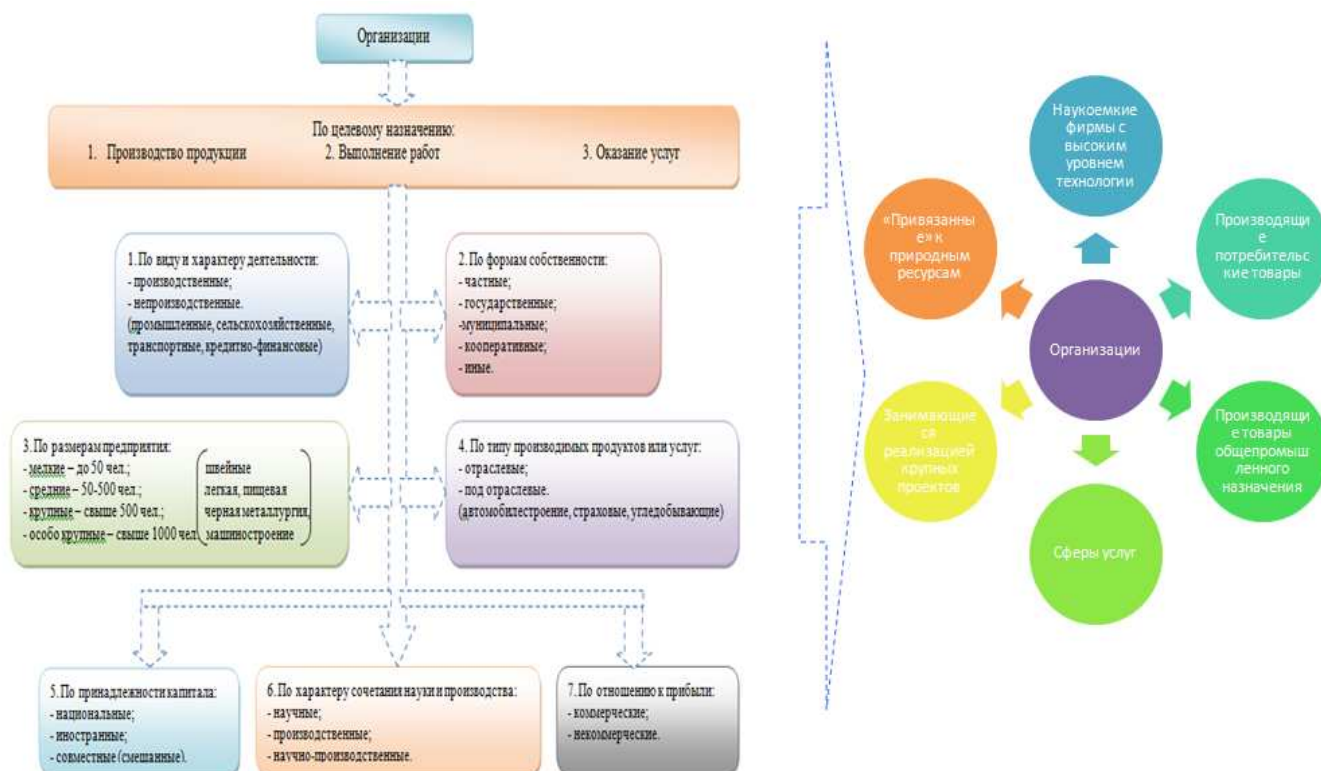 Организации
По целевому назначению:
1. Производство продукции 2. Выполнение работ 3. Оказание услуг
1. По виду и характеру деятельности:
- производственные;
- непроизводственные.
(промышленные, сельскохозяйственные,
транспортные, кредитно-финансовые)
2. По формам собственности:
- частные;
- государственные;
-муниципальные;
- кооперативные;
- иные.
3. По размерам предприятия:
- мелкие – до 50 чел.;
- средние – 50-500 чел.;
- крупные – свыше 500 чел.;
- особо крупные – свыше 1000 чел.
швейные
легкая, пищевая
черная металлургия,
машиностроение
4. По типу производимых продуктов или услуг:
- отраслевые;
- под отраслевые.
(автомобилестроение, страховые, угледобывающие)
5. По принадлежности капитала:
- национальные;
- иностранные;
- совместные (смешанные).
6. По характеру сочетания науки и производства:
- научные;
- производственные;
- научно-производственные.
7. По отношению к прибыли:
- коммерческие;
- некоммерческие.
Наукоемкие
фирмы с
высоким
уровнем
технологии
«Привязанны
е» к
природным
ресурсам
Производящи
е
потребительс
кие товары
Организации
Занимающие
ся
реализацией
крупных
проектов
Производящи
е товары
общепромыш
ленного
назначения
Сферы услуг